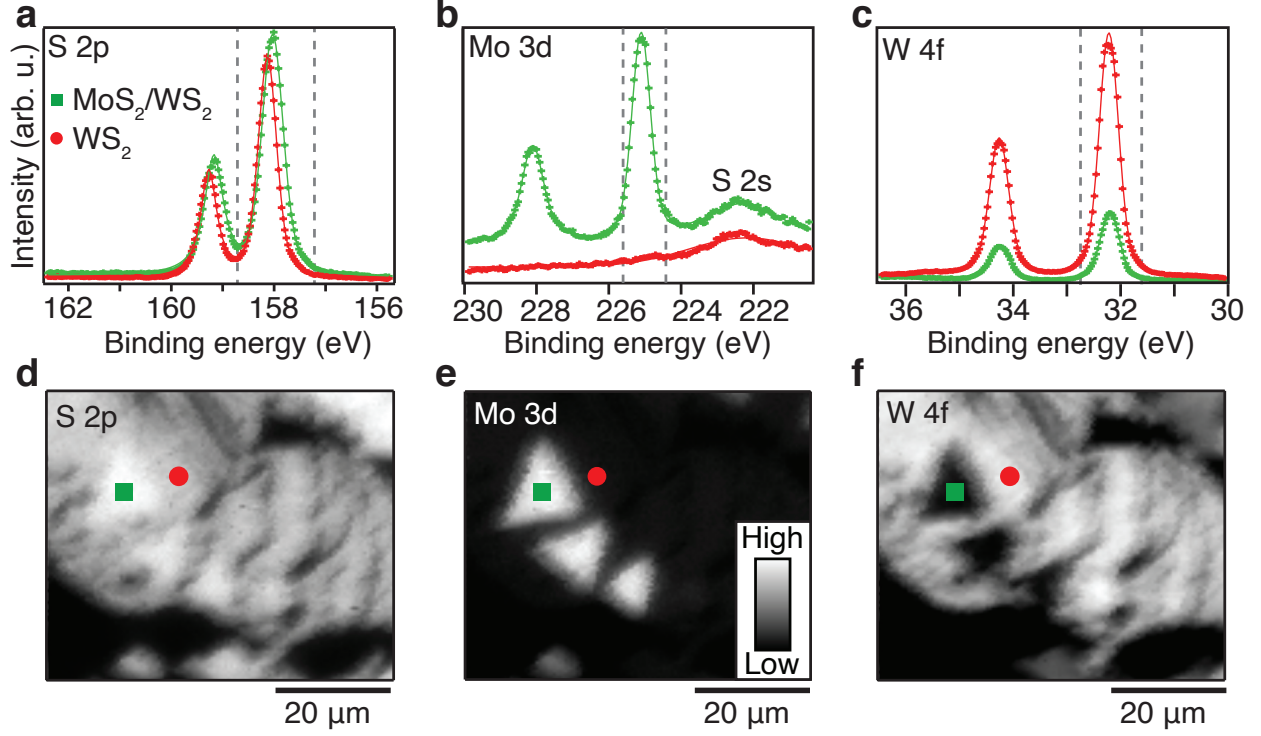 a
b
c
Intensity (arb. u.)
S 2p
MoS₂/WS₂
WS₂
Mo 3d
S 2s
W 4f
162 160 158 156
230 228 226 224 222
36 34 32 30
Binding energy (eV)
Binding energy (eV)
Binding energy (eV)
d
e
f
S 2p
Mo 3d
W 4f
High
Low
20 µm
20 µm
20 µm